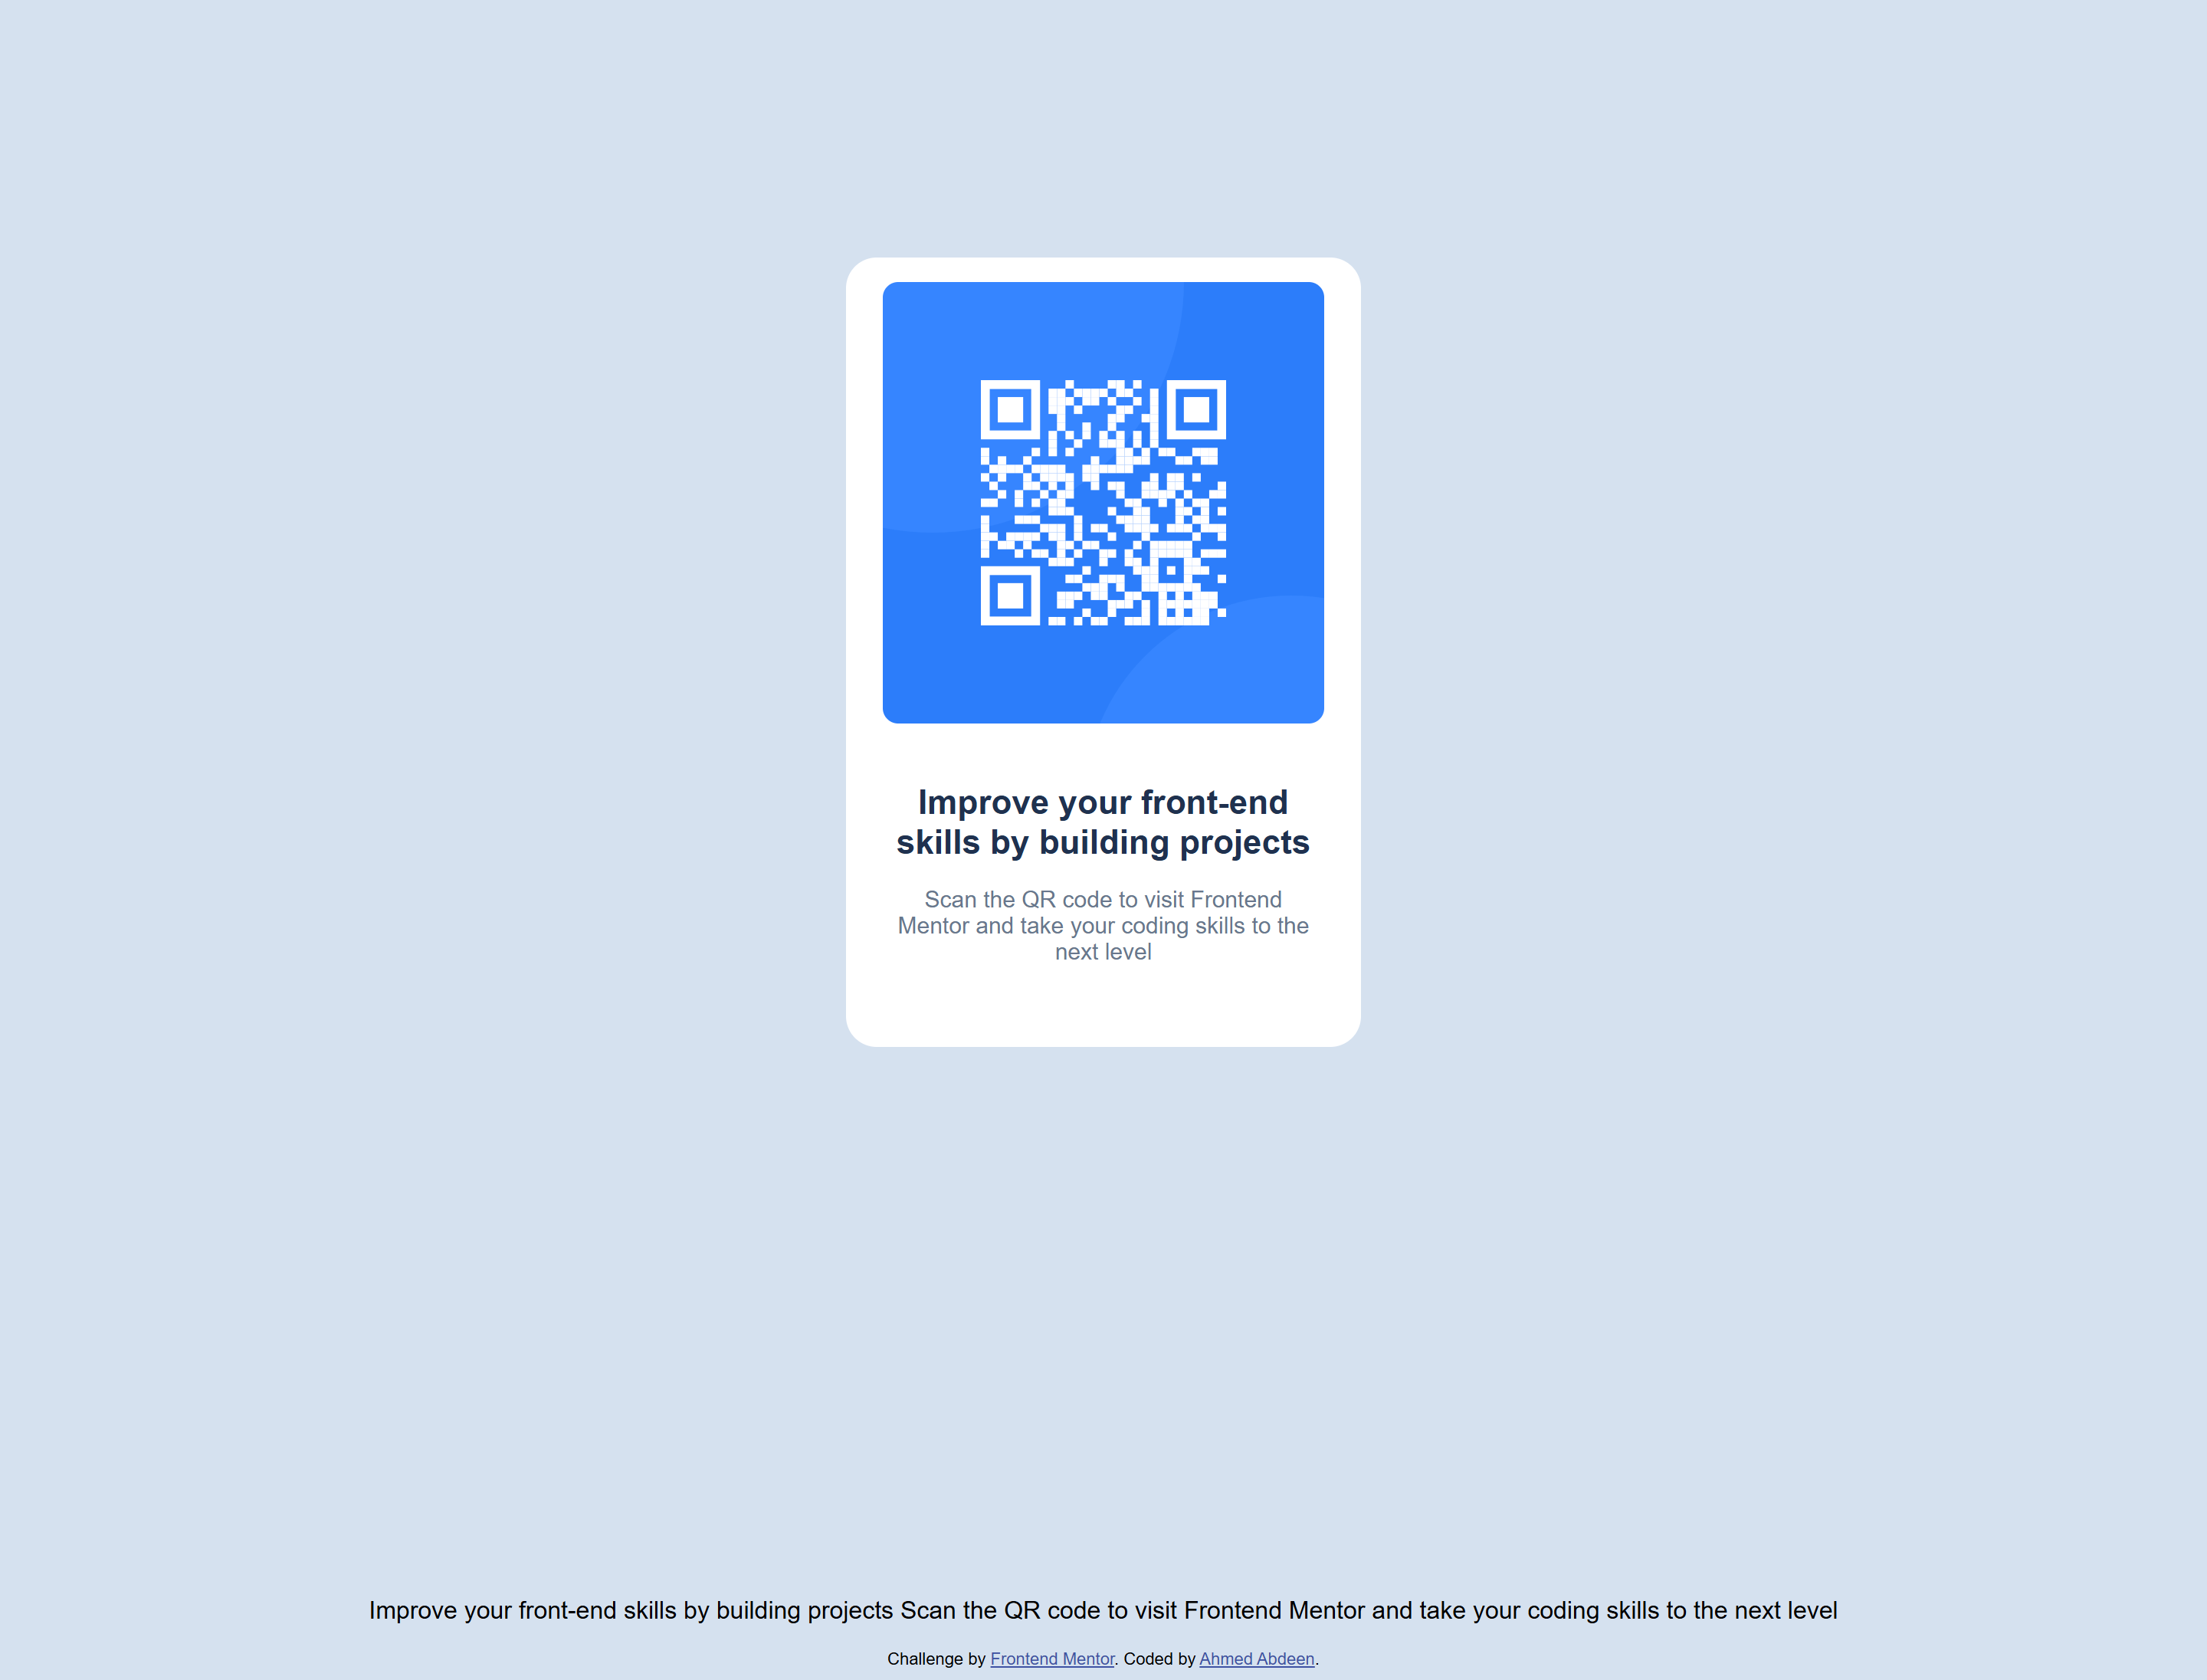 Improve your front-end
skills by building projects
Scan the QR code to visit Frontend
Mentor and take your coding skills to the
next level
Improve your front-end skills by building projects Scan the QR code to visit Frontend Mentor and take your coding skills to the next level
Challenge by Frontend Mentor. Coded by Ahmed Abdeen.